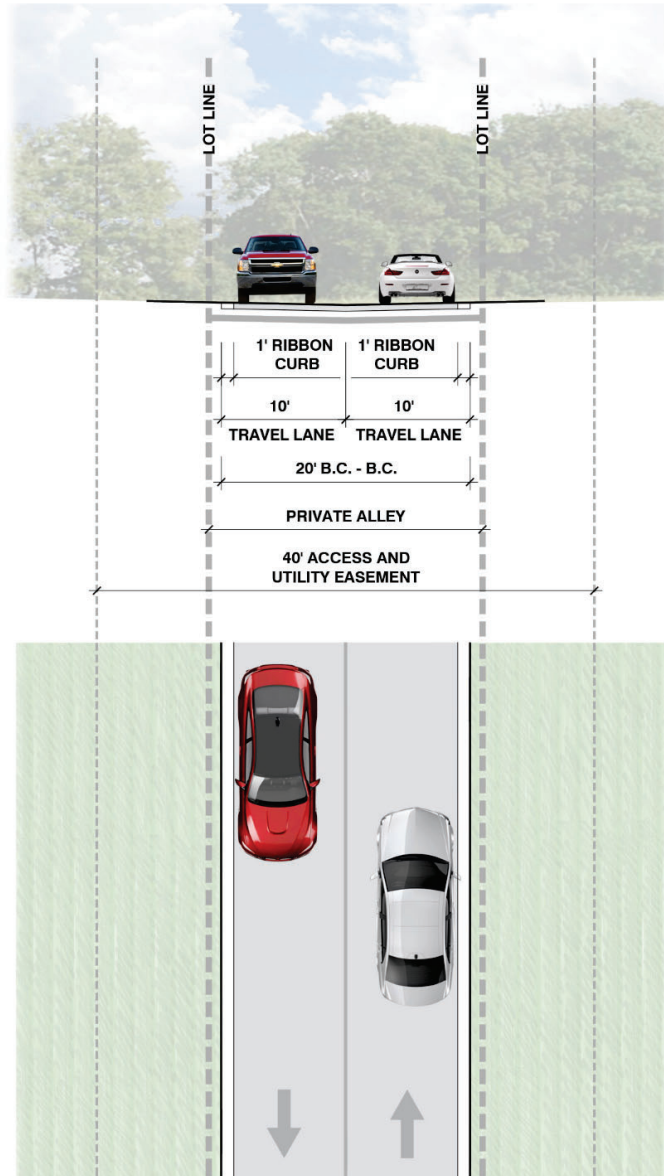 LOT LINE
LOT LINE
1' RIBBON
CURB
1' RIBBON
CURB
10'
10'
TRAVEL LANE
TRAVEL LANE
20' B.C. - B.C.
PRIVATE ALLEY
40' ACCESS AND
UTILITY EASEMENT